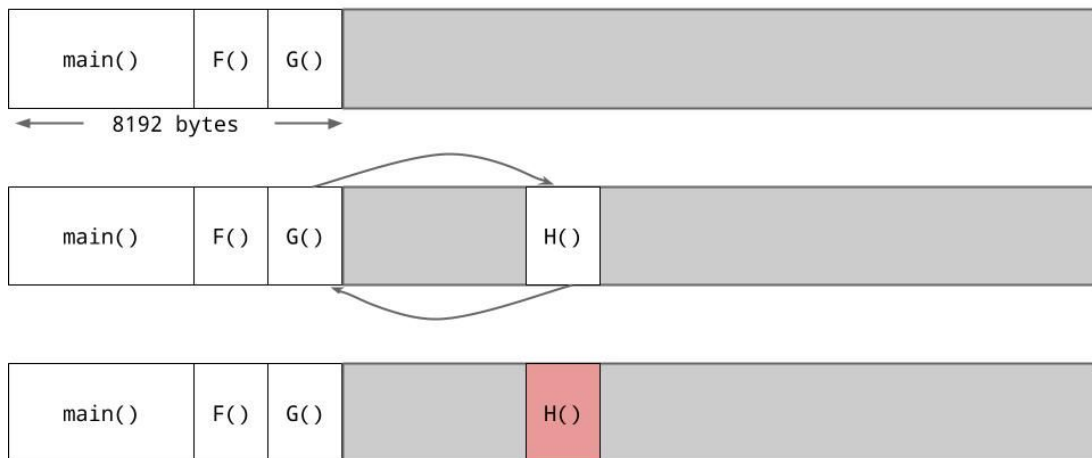 main() F() G()
8192 bytes
main() F() G() H()
main() F() G() H()